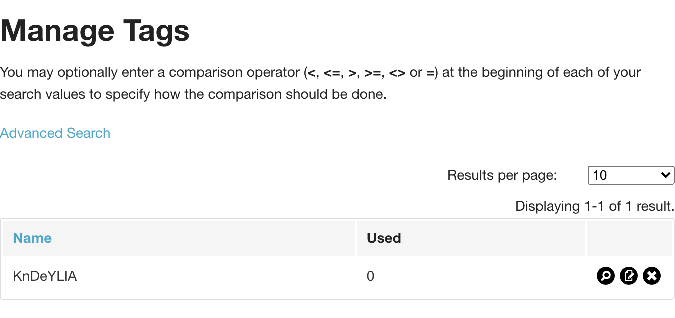 Manage Tags
You may optionally enter a comparison operator (<, <=, >, >=, <> or =) at the beginning of each of your
search values to specify how the comparison should be done.
Advanced Search
Results per page: 10
Displaying 1-1 of 1 result.
Name Used
KnDeYLIA 0